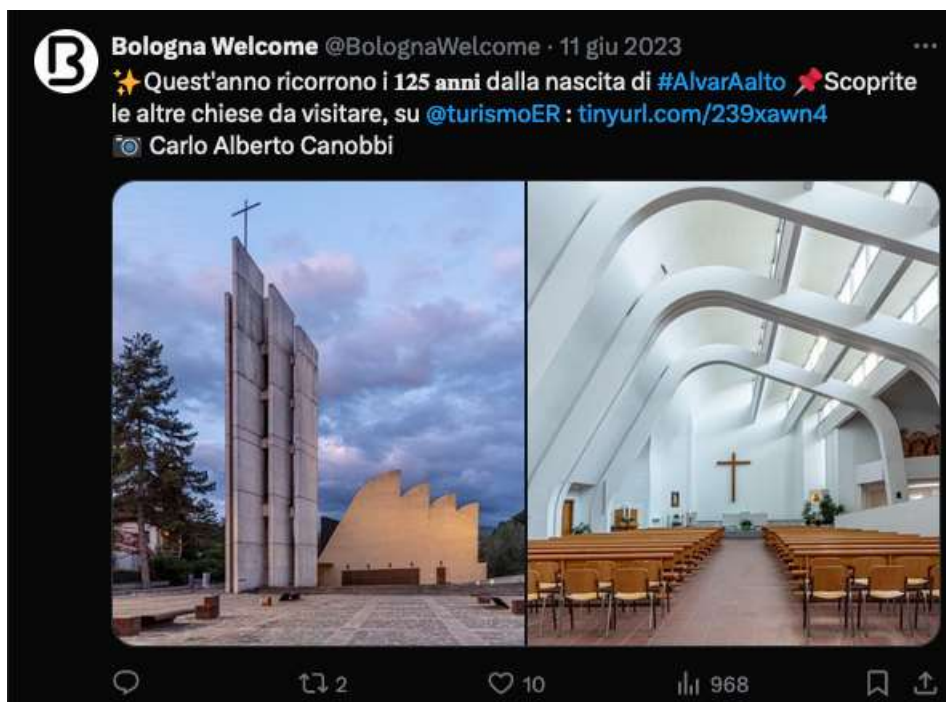 Bologna Welcome @BolognaWelcome · 11 giu 2023
✨Quest'anno ricorrono i 𝟏𝟐𝟓 𝐚𝐧𝐧𝐢 dalla nascita di #AlvarAalto 📌Scoprite
le altre chiese da visitare, su @turismoER : tinyurl.com/239xawn4
📷 Carlo Alberto Canobbi
2 10 968